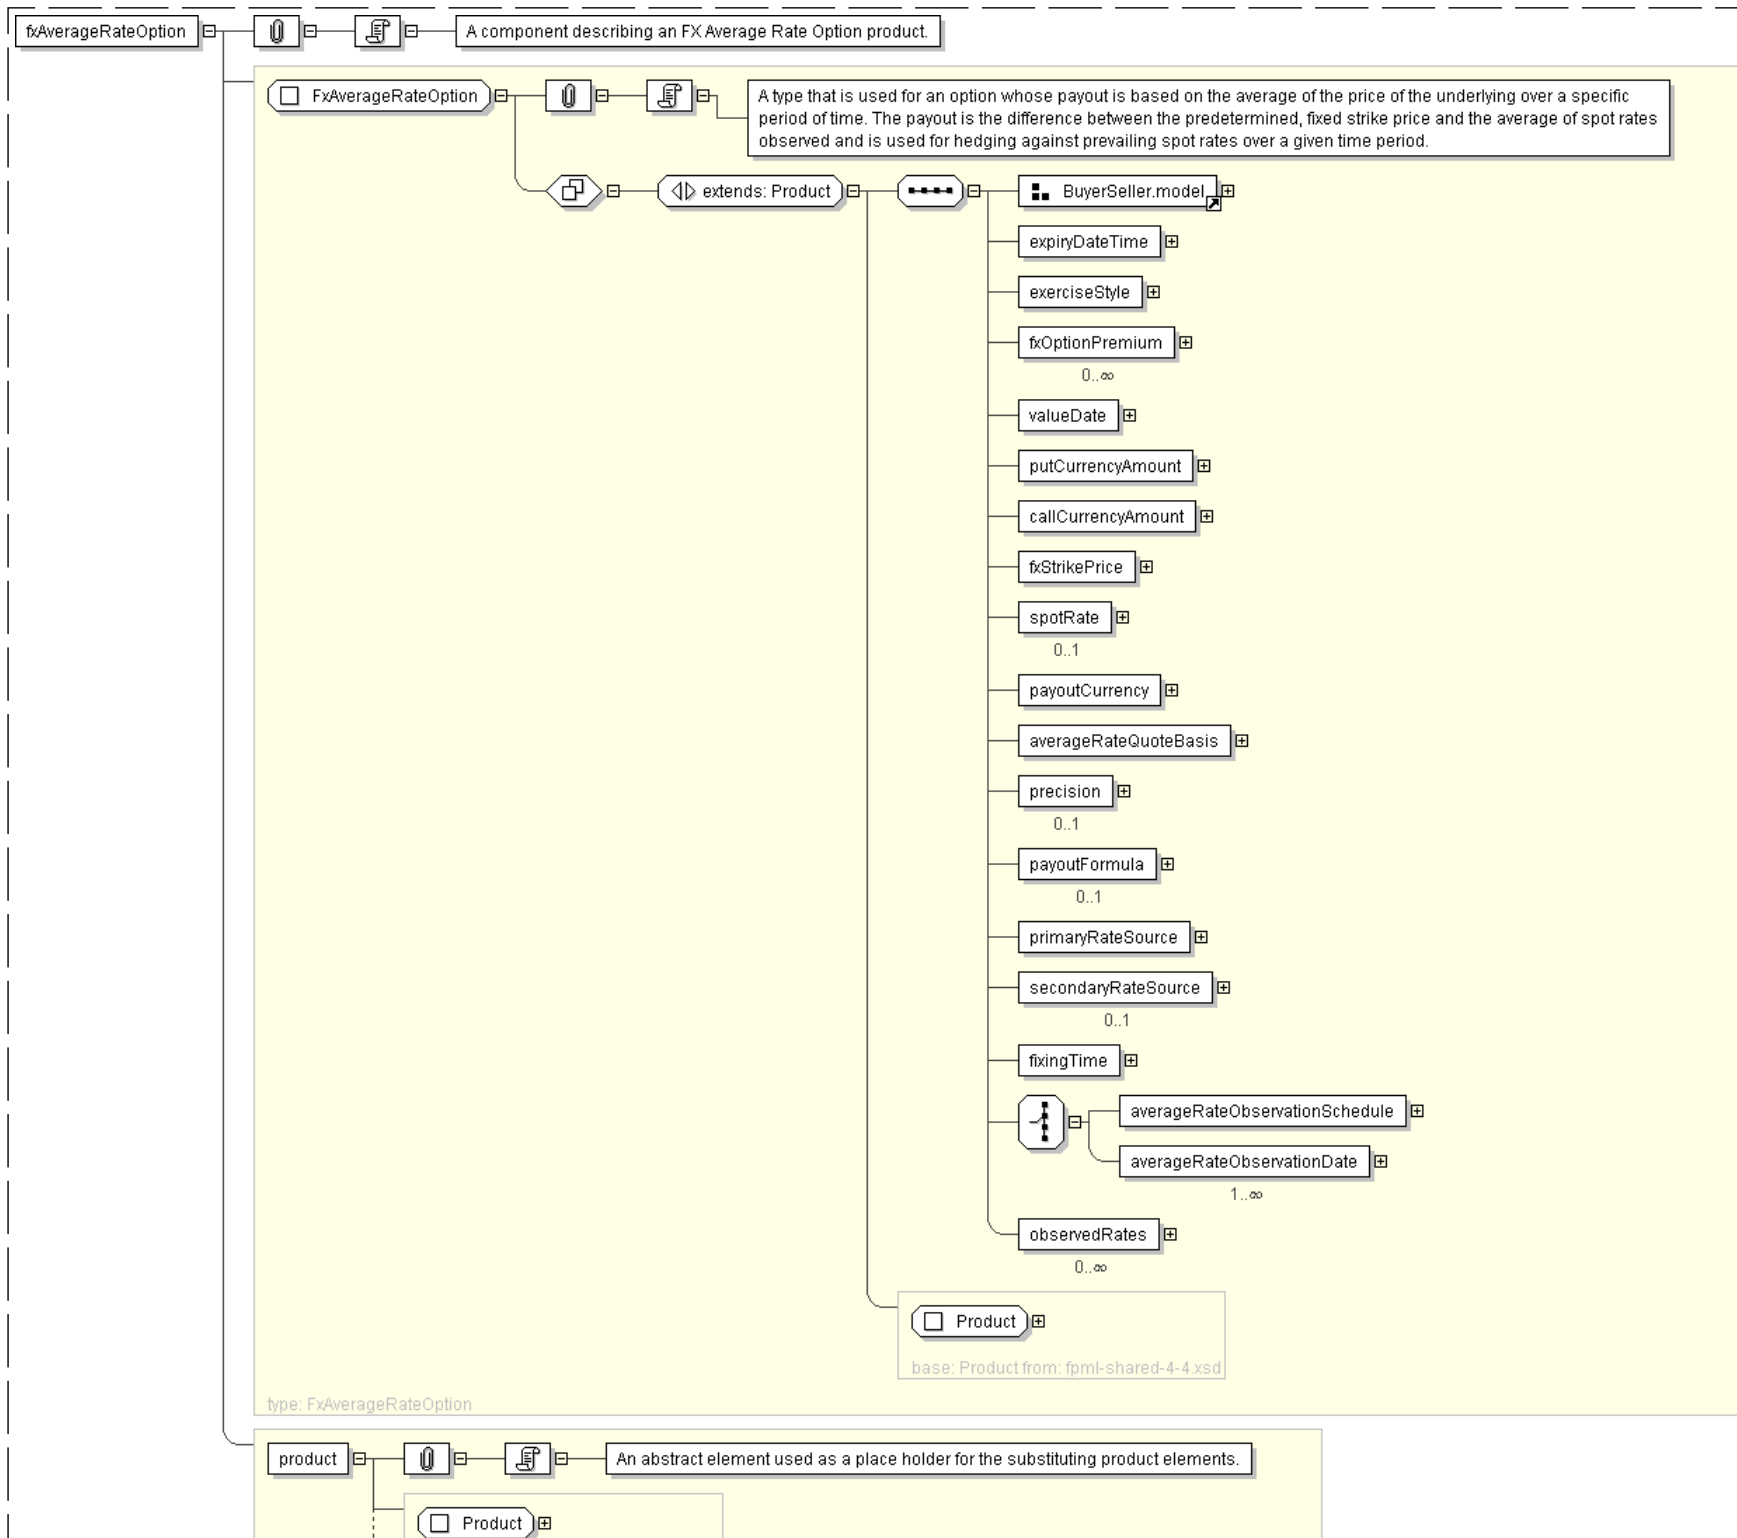 fxAverageRateOption
A component describing an FX Average Rate Option product.
FxAverageRateOption
A type that is used for an option whose payout is based on the average of the price of the underlying over a specific
period of time. The payout is the difference between the predetermined, fixed strike price and the average of spot rates
observed and is used for hedging against prevailing spot rates over a given time period.
extends: Product
BuyerSeller.model
expiryDateTime
exerciseStyle
fxOptionPremium
0..∞
valueDate
putCurrencyAmount
callCurrencyAmount
fxStrikePrice
spotRate
0..1
payoutCurrency
averageRateQuoteBasis
precision
0..1
payoutFormula
0..1
primaryRateSource
secondaryRateSource
0..1
fixingTime
averageRateObservationSchedule
averageRateObservationDate
1..∞
observedRates
0..∞
Product
base: Product from: fpml-shared-4-4.xsd
type: FxAverageRateOption
product
An abstract element used as a place holder for the substituting product elements.
Product